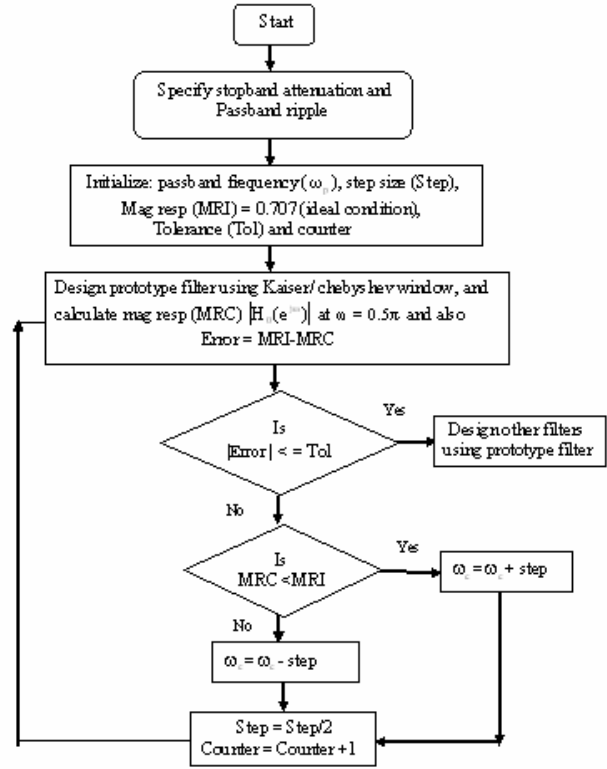 Start
Specify stopband attenuation and
Passband ripple
Initialize: passband frequency(ωp), step size (Step),
Mag resp (MRI) = 0.707(ideal condition),
Tolerance (Tol) and counter
Design prototype filter using Kaiser/ chebyshev window, and
calculate mag resp (MRC) |H₀(e^jω)| at ω = 0.5π and also
Error = MRI-MRC
Is
|Error| < = Tol
Yes
Design other filters
using prototype filter
No
Is
MRC <MRI
Yes
ωc = ωc + step
No
ωc = ωc - step
Step = Step/2
Counter = Counter +1